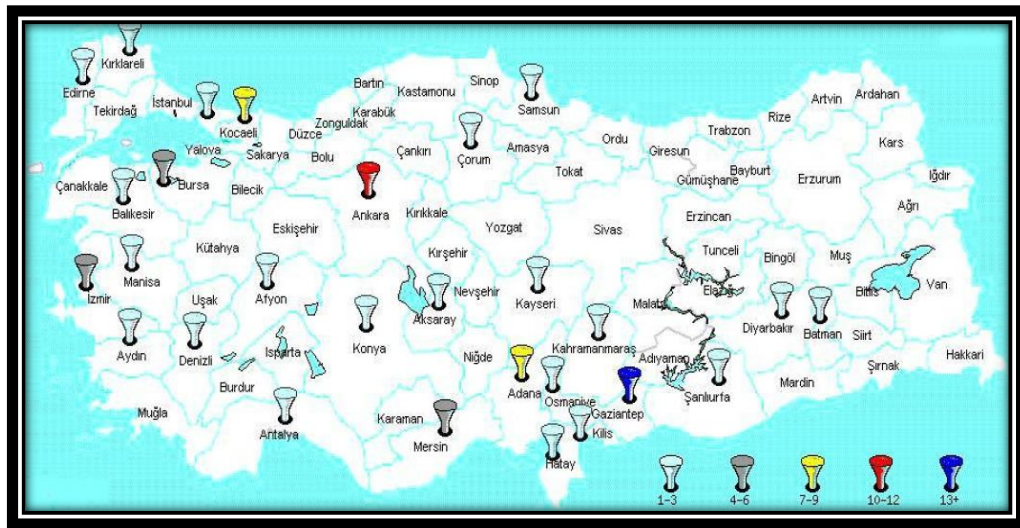 Kırklareli
Edirne
Tekirdağ
İstanbul
Kocaeli
Yalova
Sakarya
Düzce
Zonguldak
Bartın
Karabük
Kastamonu
Sinop
Samsun
Bolu
Çankırı
Çorum
Amasya
Ordu
Tokat
Giresun
Trabzon
Rize
Artvin
Ardahan
Kars
Gümüşhane
Bayburt
Erzurum
Iğdır
Ağrı
Çanakkale
Balıkesir
Bursa
Bilecik
Ankara
Eskişehir
Kırıkkale
Yozgat
Sivas
Erzincan
Tunceli
Bingöl
Muş
Bitlis
Van
Kütahya
Manisa
İzmir
Uşak
Afyon
Kırşehir
Nevşehir
Aksaray
Kayseri
Elazığ
Diyarbakır
Batman
Siirt
Hakkari
Şırnak
Mardin
Aydın
Denizli
Isparta
Konya
Niğde
Kahramanmaraş
Adıyaman
Şanlıurfa
Burdur
Muğla
Antalya
Karaman
Mersin
Adana
Osmaniye
Gaziantep
Kilis
Hatay
1-3
4-6
7-9
10-12
13+